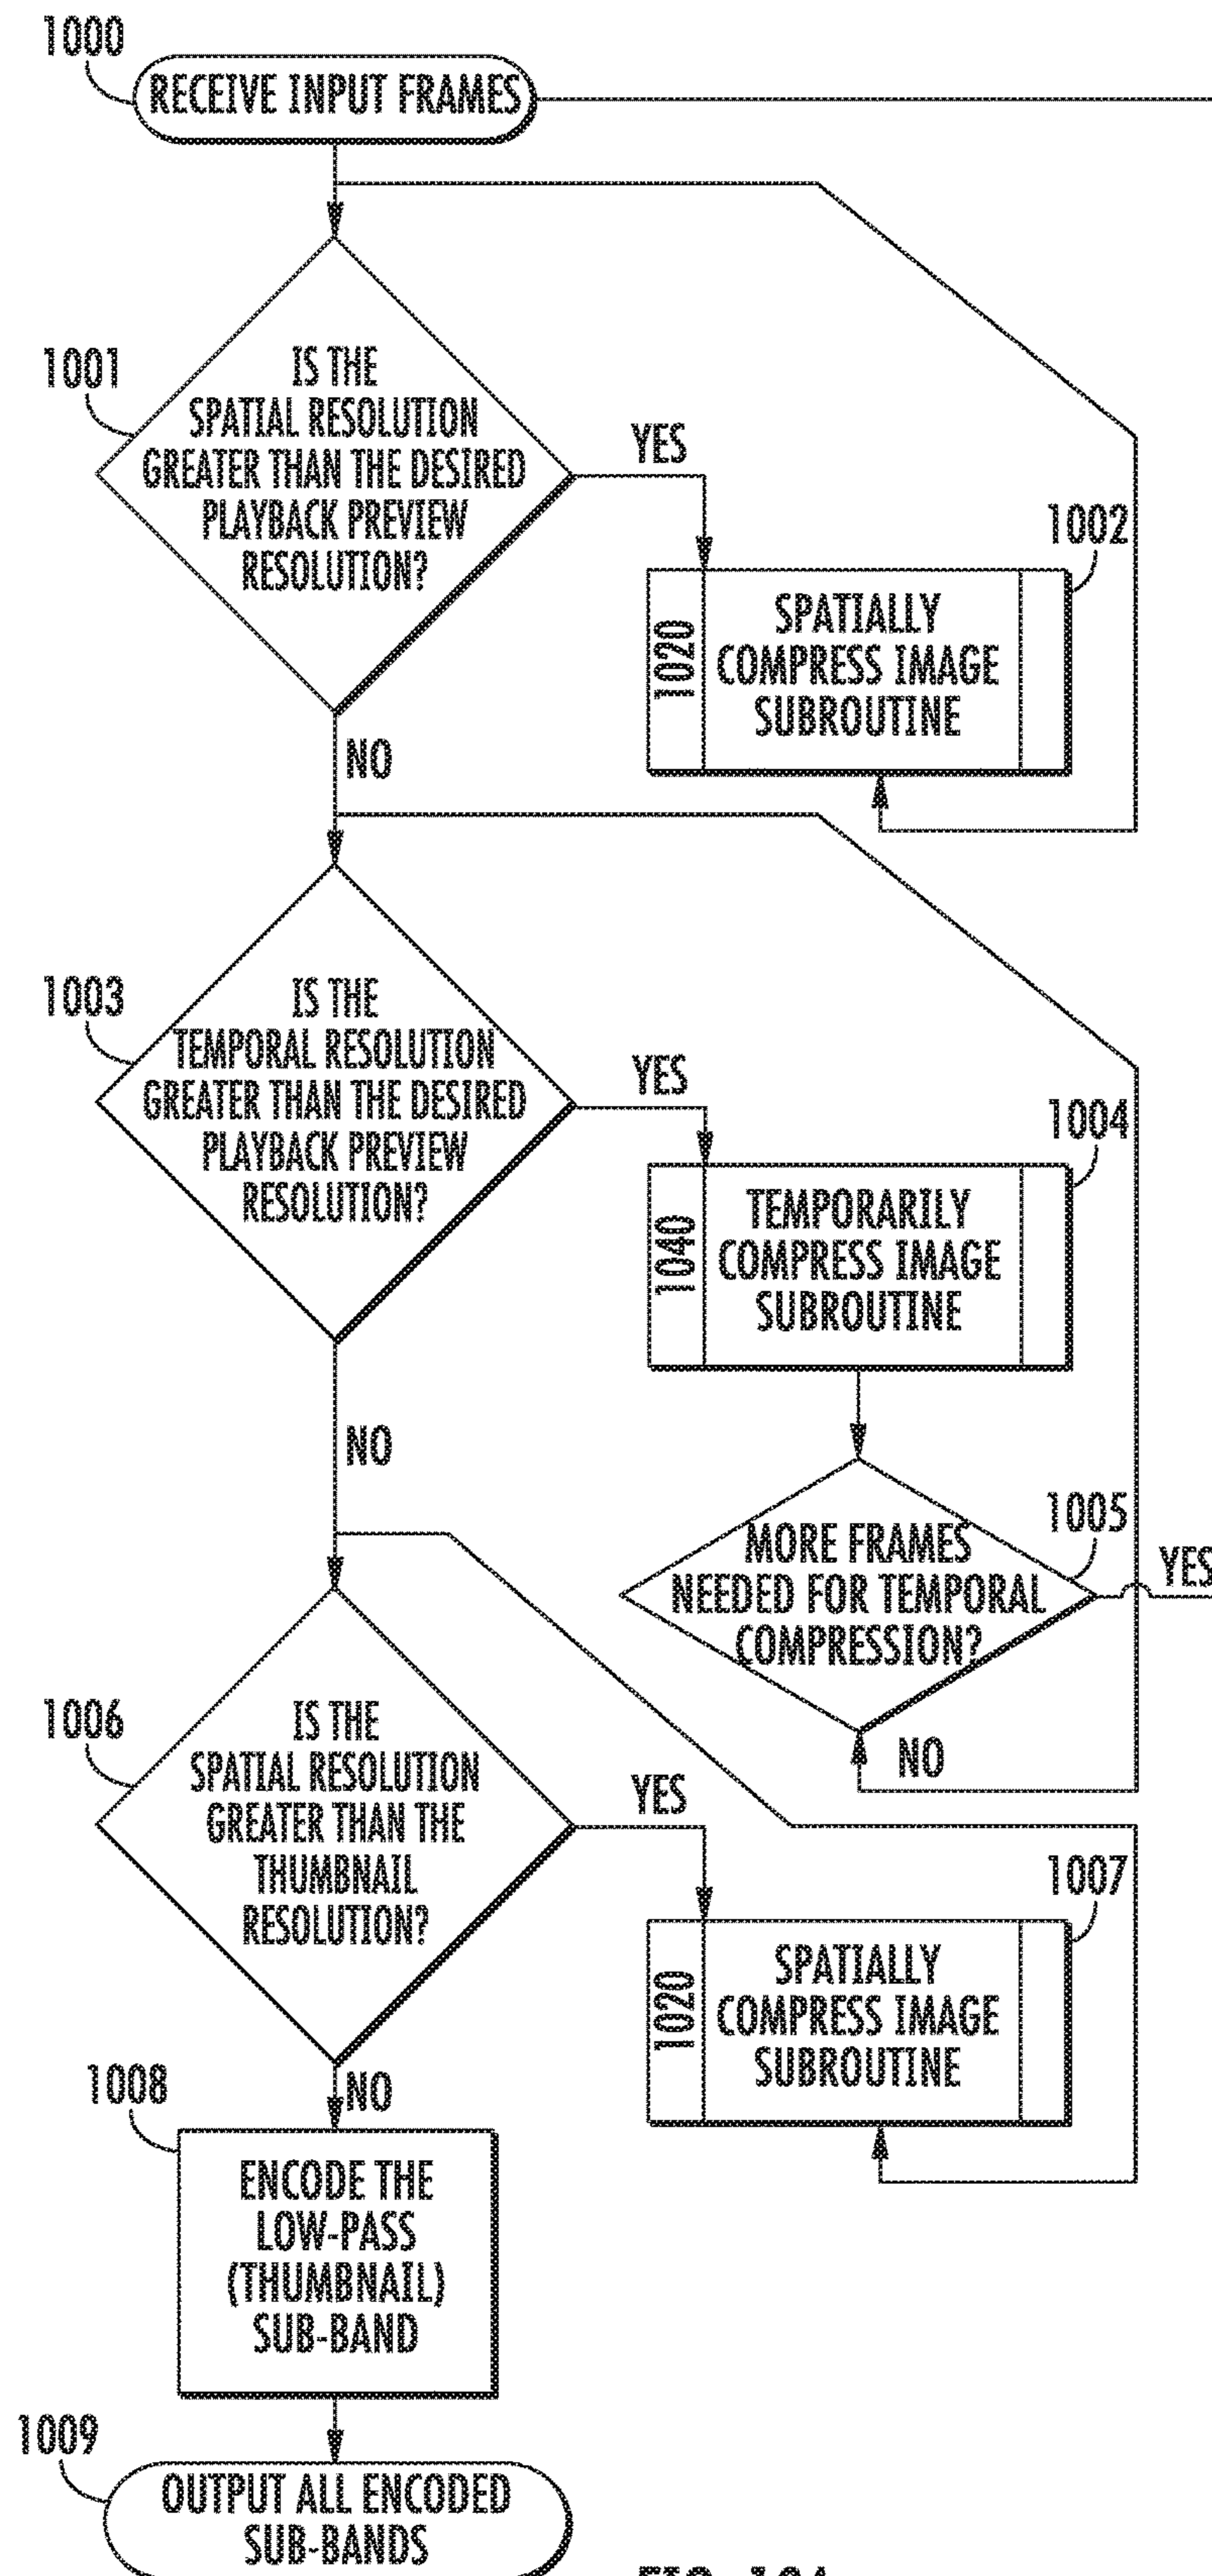 1000
RECEIVE INPUT FRAMES
1001
IS THE
SPATIAL RESOLUTION
GREATER THAN THE DESIRED
PLAYBACK PREVIEW
RESOLUTION?
YES
1002
1020
SPATIALLY
COMPRESS IMAGE
SUBROUTINE
NO
1003
IS THE
TEMPORAL RESOLUTION
GREATER THAN THE DESIRED
PLAYBACK PREVIEW
RESOLUTION?
YES
1004
1040
TEMPORARILY
COMPRESS IMAGE
SUBROUTINE
NO
1005
MORE FRAMES
NEEDED FOR TEMPORAL
COMPRESSION?
YES
NO
1006
IS THE
SPATIAL RESOLUTION
GREATER THAN THE
THUMBNAIL
RESOLUTION?
YES
1007
1020
SPATIALLY
COMPRESS IMAGE
SUBROUTINE
NO
1008
ENCODE THE
LOW-PASS
(THUMBNAIL)
SUB-BAND
1009
OUTPUT ALL ENCODED
SUB-BANDS